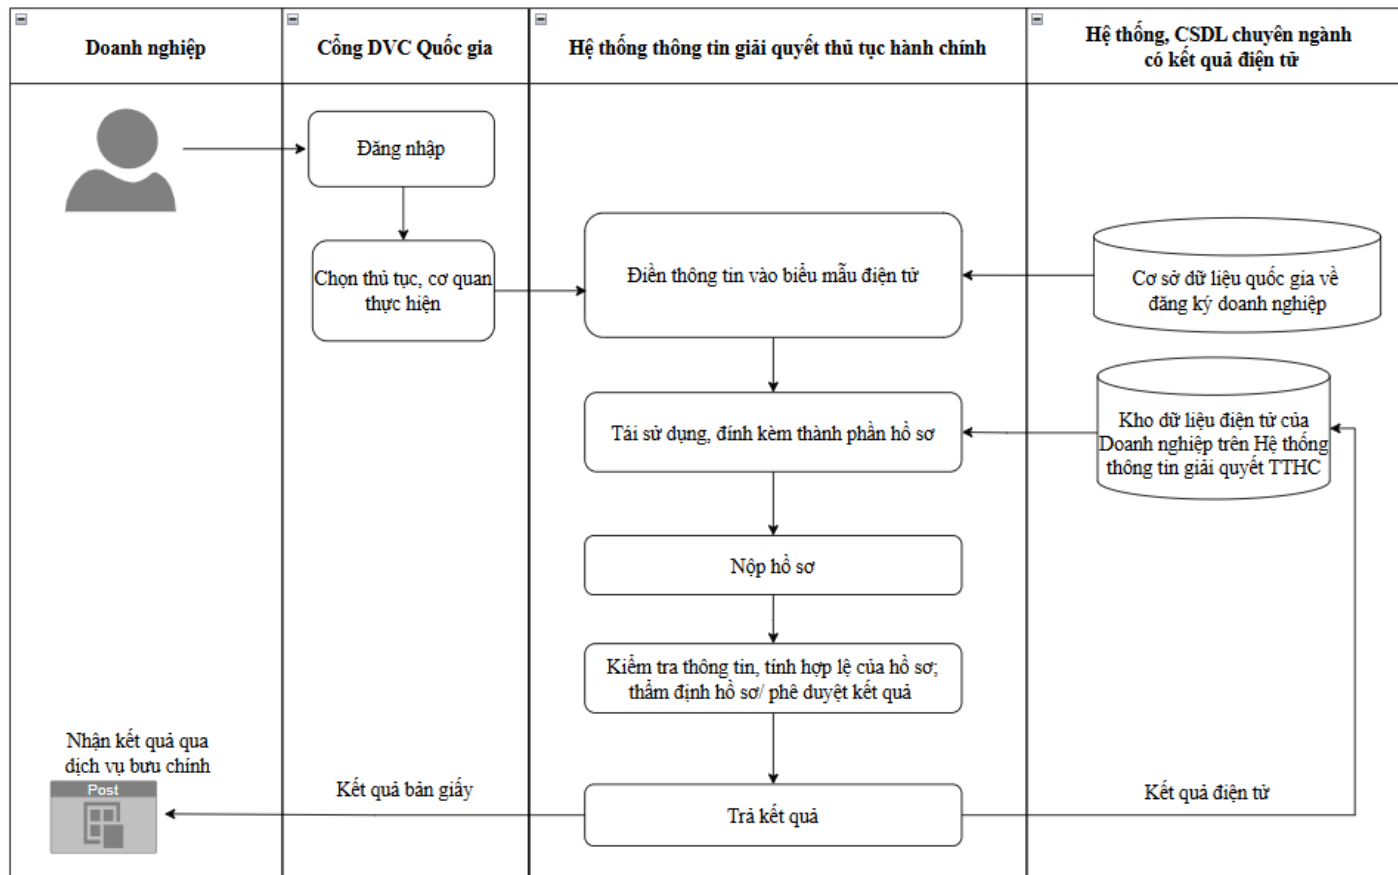 Doanh nghiệp
Cổng DVC Quốc gia
Hệ thống thông tin giải quyết thủ tục hành chính
Hệ thống, CSDL chuyên ngành
có kết quả điện tử
Đăng nhập
Chọn thủ tục, cơ quan
thực hiện
Điền thông tin vào biểu mẫu điện tử
Cơ sở dữ liệu quốc gia về
đăng ký doanh nghiệp
Tái sử dụng, đính kèm thành phần hồ sơ
Kho dữ liệu điện tử của
Doanh nghiệp trên Hệ thống
thông tin giải quyết TTHC
Nộp hồ sơ
Kiểm tra thông tin, tính hợp lệ của hồ sơ;
thẩm định hồ sơ/ phê duyệt kết quả
Nhận kết quả qua
dịch vụ bưu chính
Post
Kết quả bản giấy
Trả kết quả
Kết quả điện tử